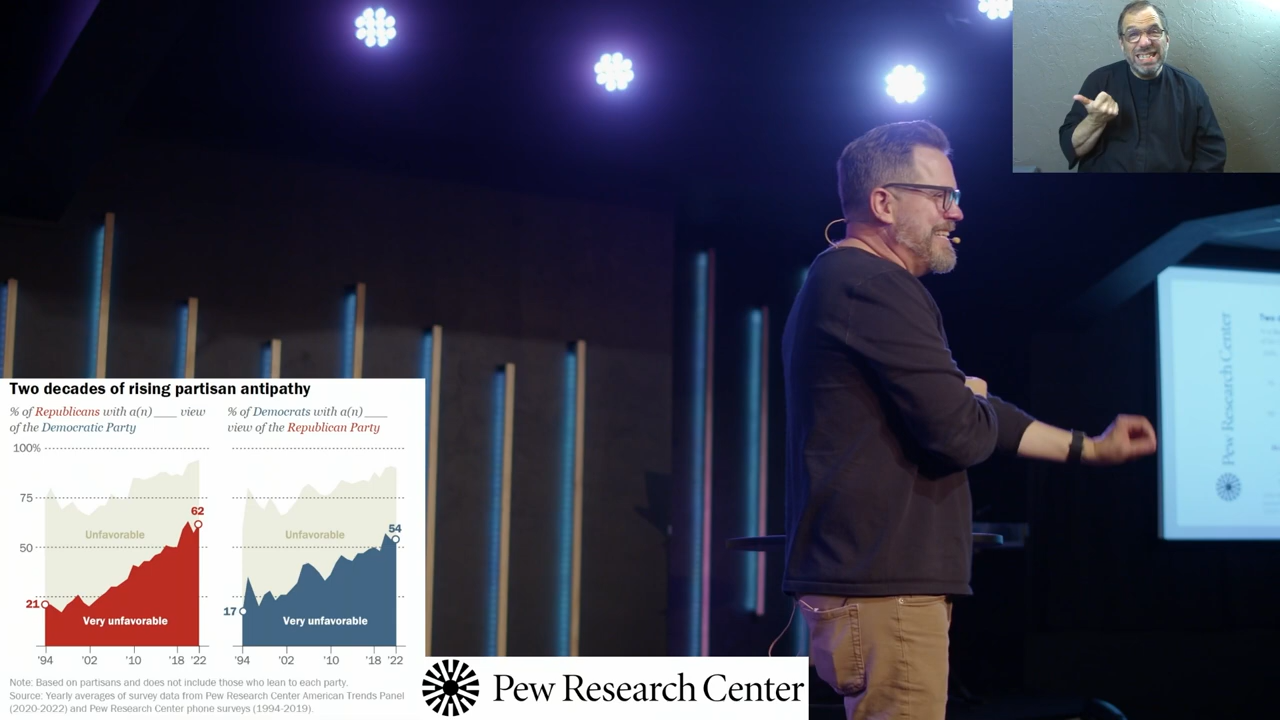 Two decades of rising partisan antipathy
% of Republicans with a(n) ___ view
of the Democratic Party
% of Democrats with a(n) ___
view of the Republican Party
100%
75
50
Unfavorable
Unfavorable
62
54
21
17
Very unfavorable
Very unfavorable
'94
'02
'10
'18
'22
'94
'02
'10
'18
'22
Note: Based on partisans and does not include those who lean to each party.
Source: Yearly averages of survey data from Pew Research Center American Trends Panel
(2020-2022) and Pew Research Center phone surveys (1994-2019).
Pew Research Center
Pew Research Center